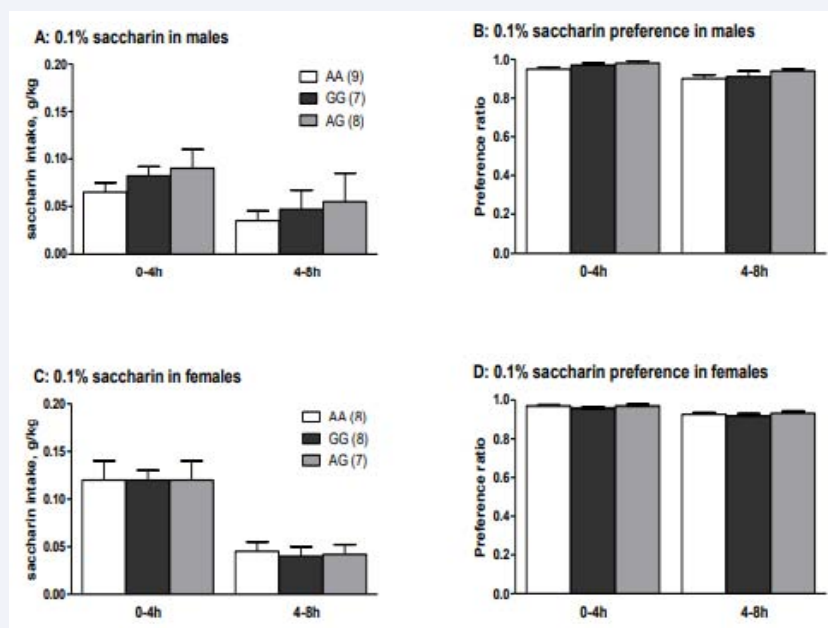 A: 0.1% saccharin in males
saccharin intake, g/kg
0.20
0.15
0.10
0.05
0.00
AA (9)
GG (7)
AG (8)
0-4h
4-8h
B: 0.1% saccharin preference in males
Preference ratio
1.0
0.8
0.6
0.4
0.2
0.0
0-4h
4-8h
C: 0.1% saccharin in females
saccharin intake, g/kg
0.20
0.15
0.10
0.05
0.00
AA (8)
GG (8)
AG (7)
0-4h
4-8h
D: 0.1% saccharin preference in females
Preference ratio
1.0
0.8
0.6
0.4
0.2
0.0
0-4h
4-8h